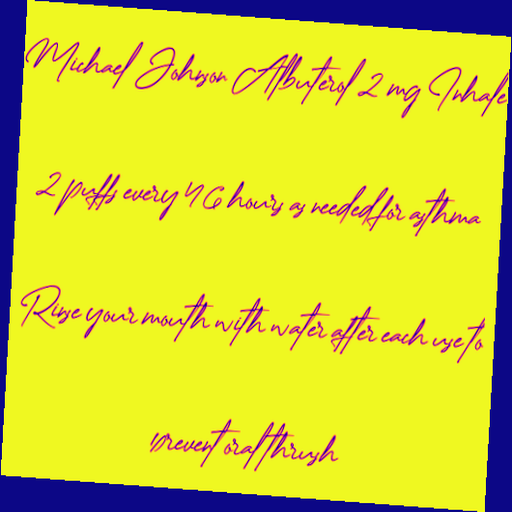 Michael Johnson Albuterol 2 mg Inhale
2 puffs every 4 6 hours as needed for asthma
Rinse your mouth with water after each use to
prevent oral thrush